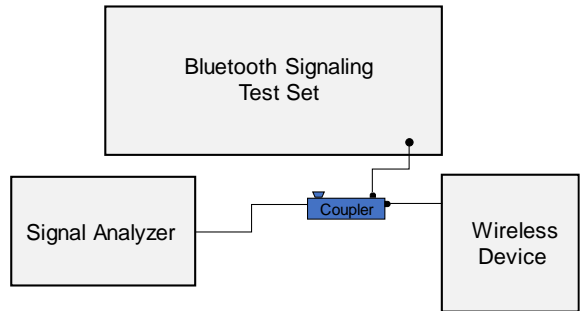 Bluetooth Signaling
Test Set
Coupler
Signal Analyzer
Wireless
Device